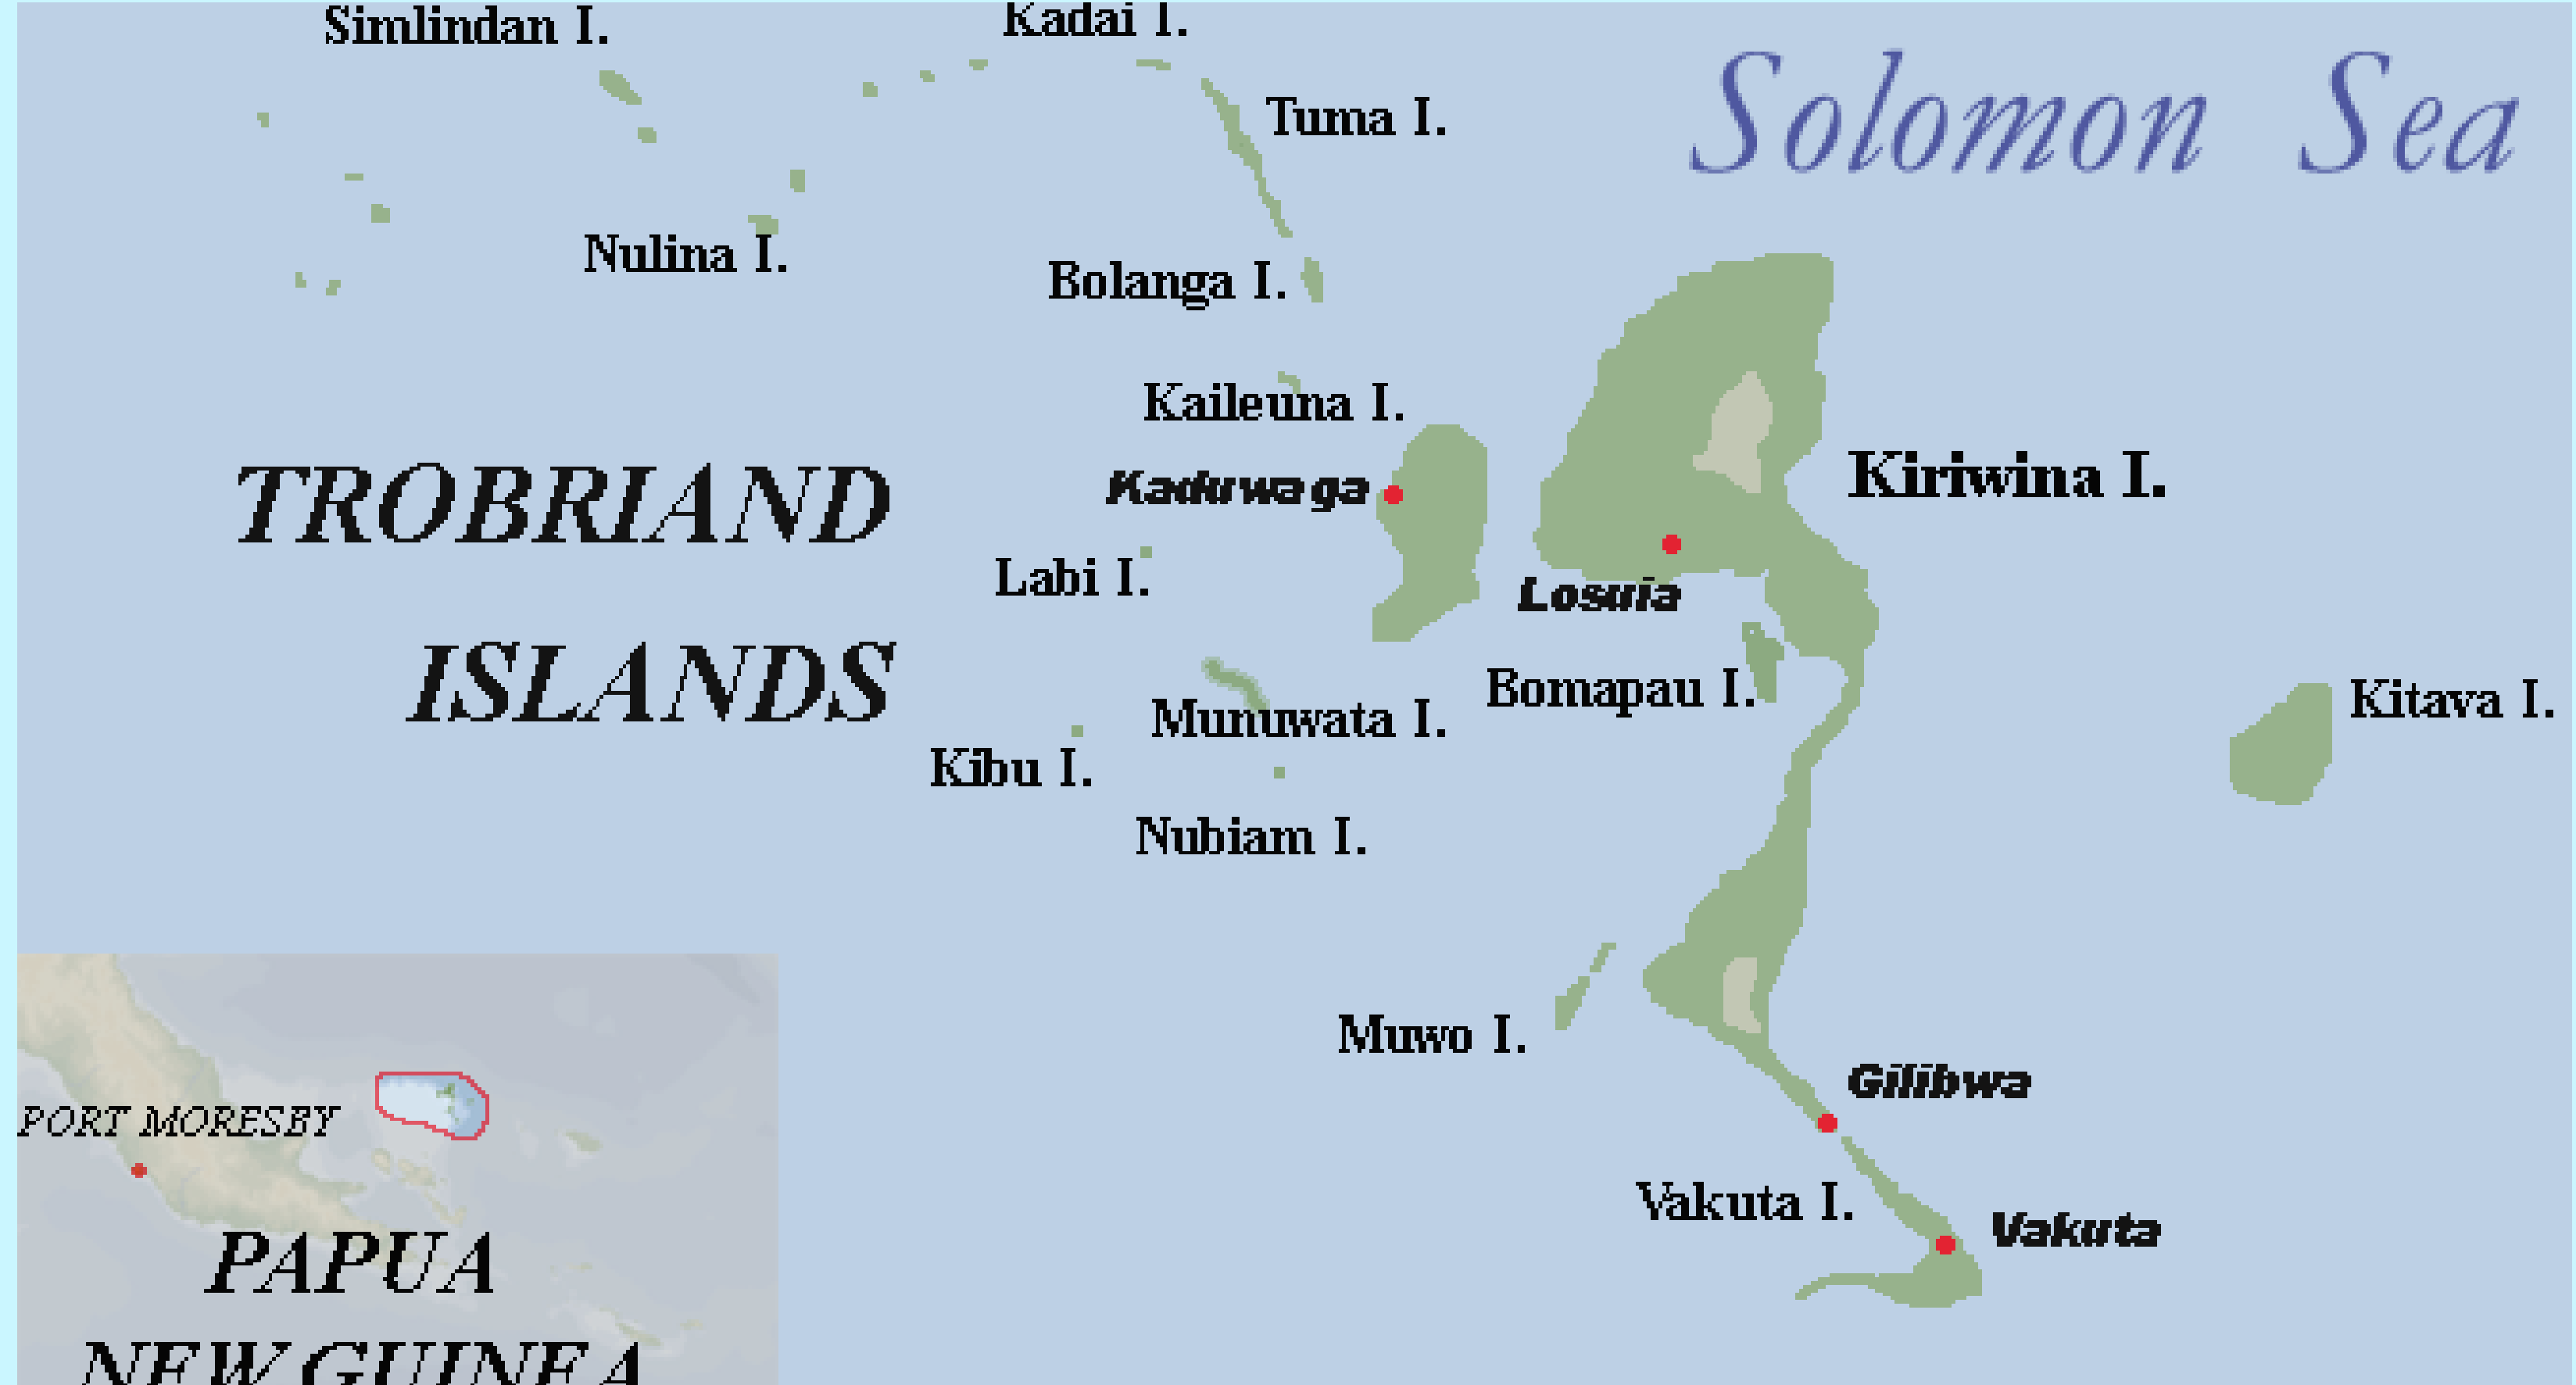 Simlindan I.
Kadai I.
Solomon Sea
Tuma I.
Nulina I.
Bolanga I.
Kaileuna I.
Kiriwina I.
Kaduwaga
TROBRIAND
Labi I.
Losuia
ISLANDS
Bomapau I.
Kitava I.
Munuwata I.
Kibu I.
Nubiam I.
Muwo I.
Gilibwa
PORT MORESBY
Vakuta I.
Vakuta
PAPUA
NEW GUINEA